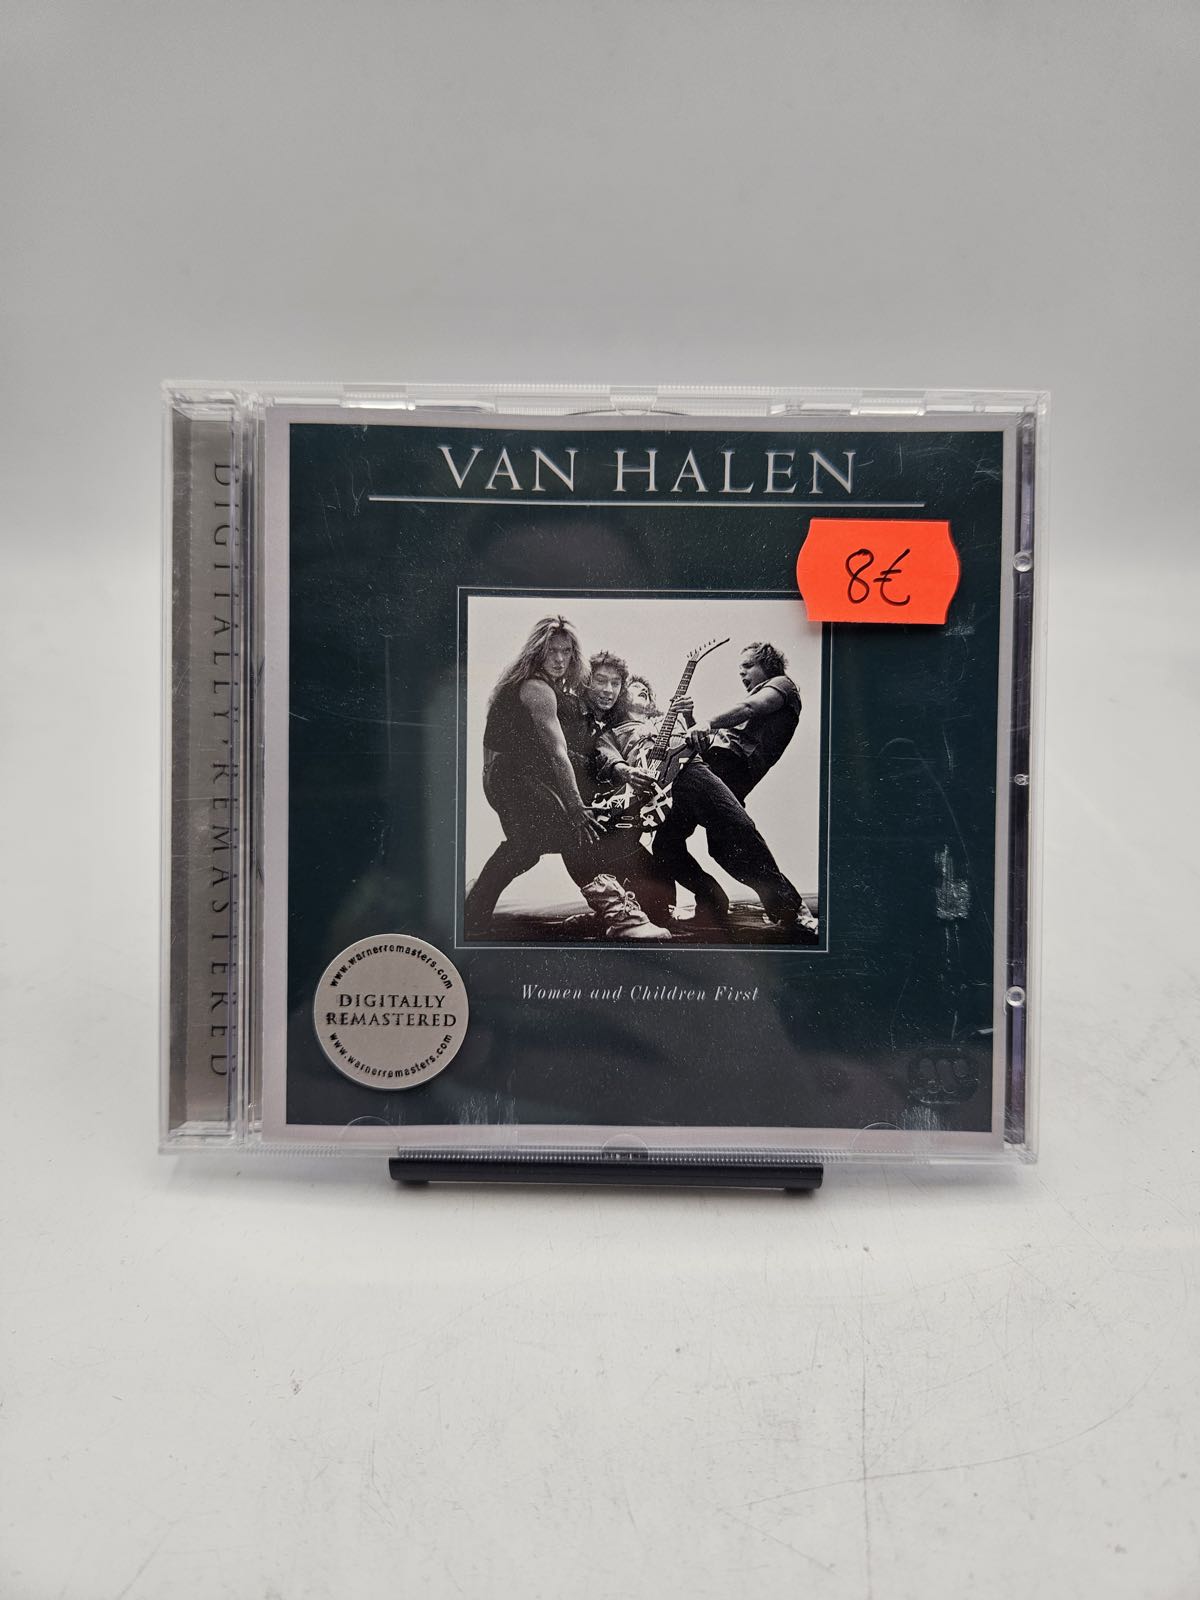 VAN HALEN
8€
Women and Children First
www.warnerremasters.com
DIGITALLY
REMASTERED
www.warnerremasters.com
DIGITALLY•REMASTERED